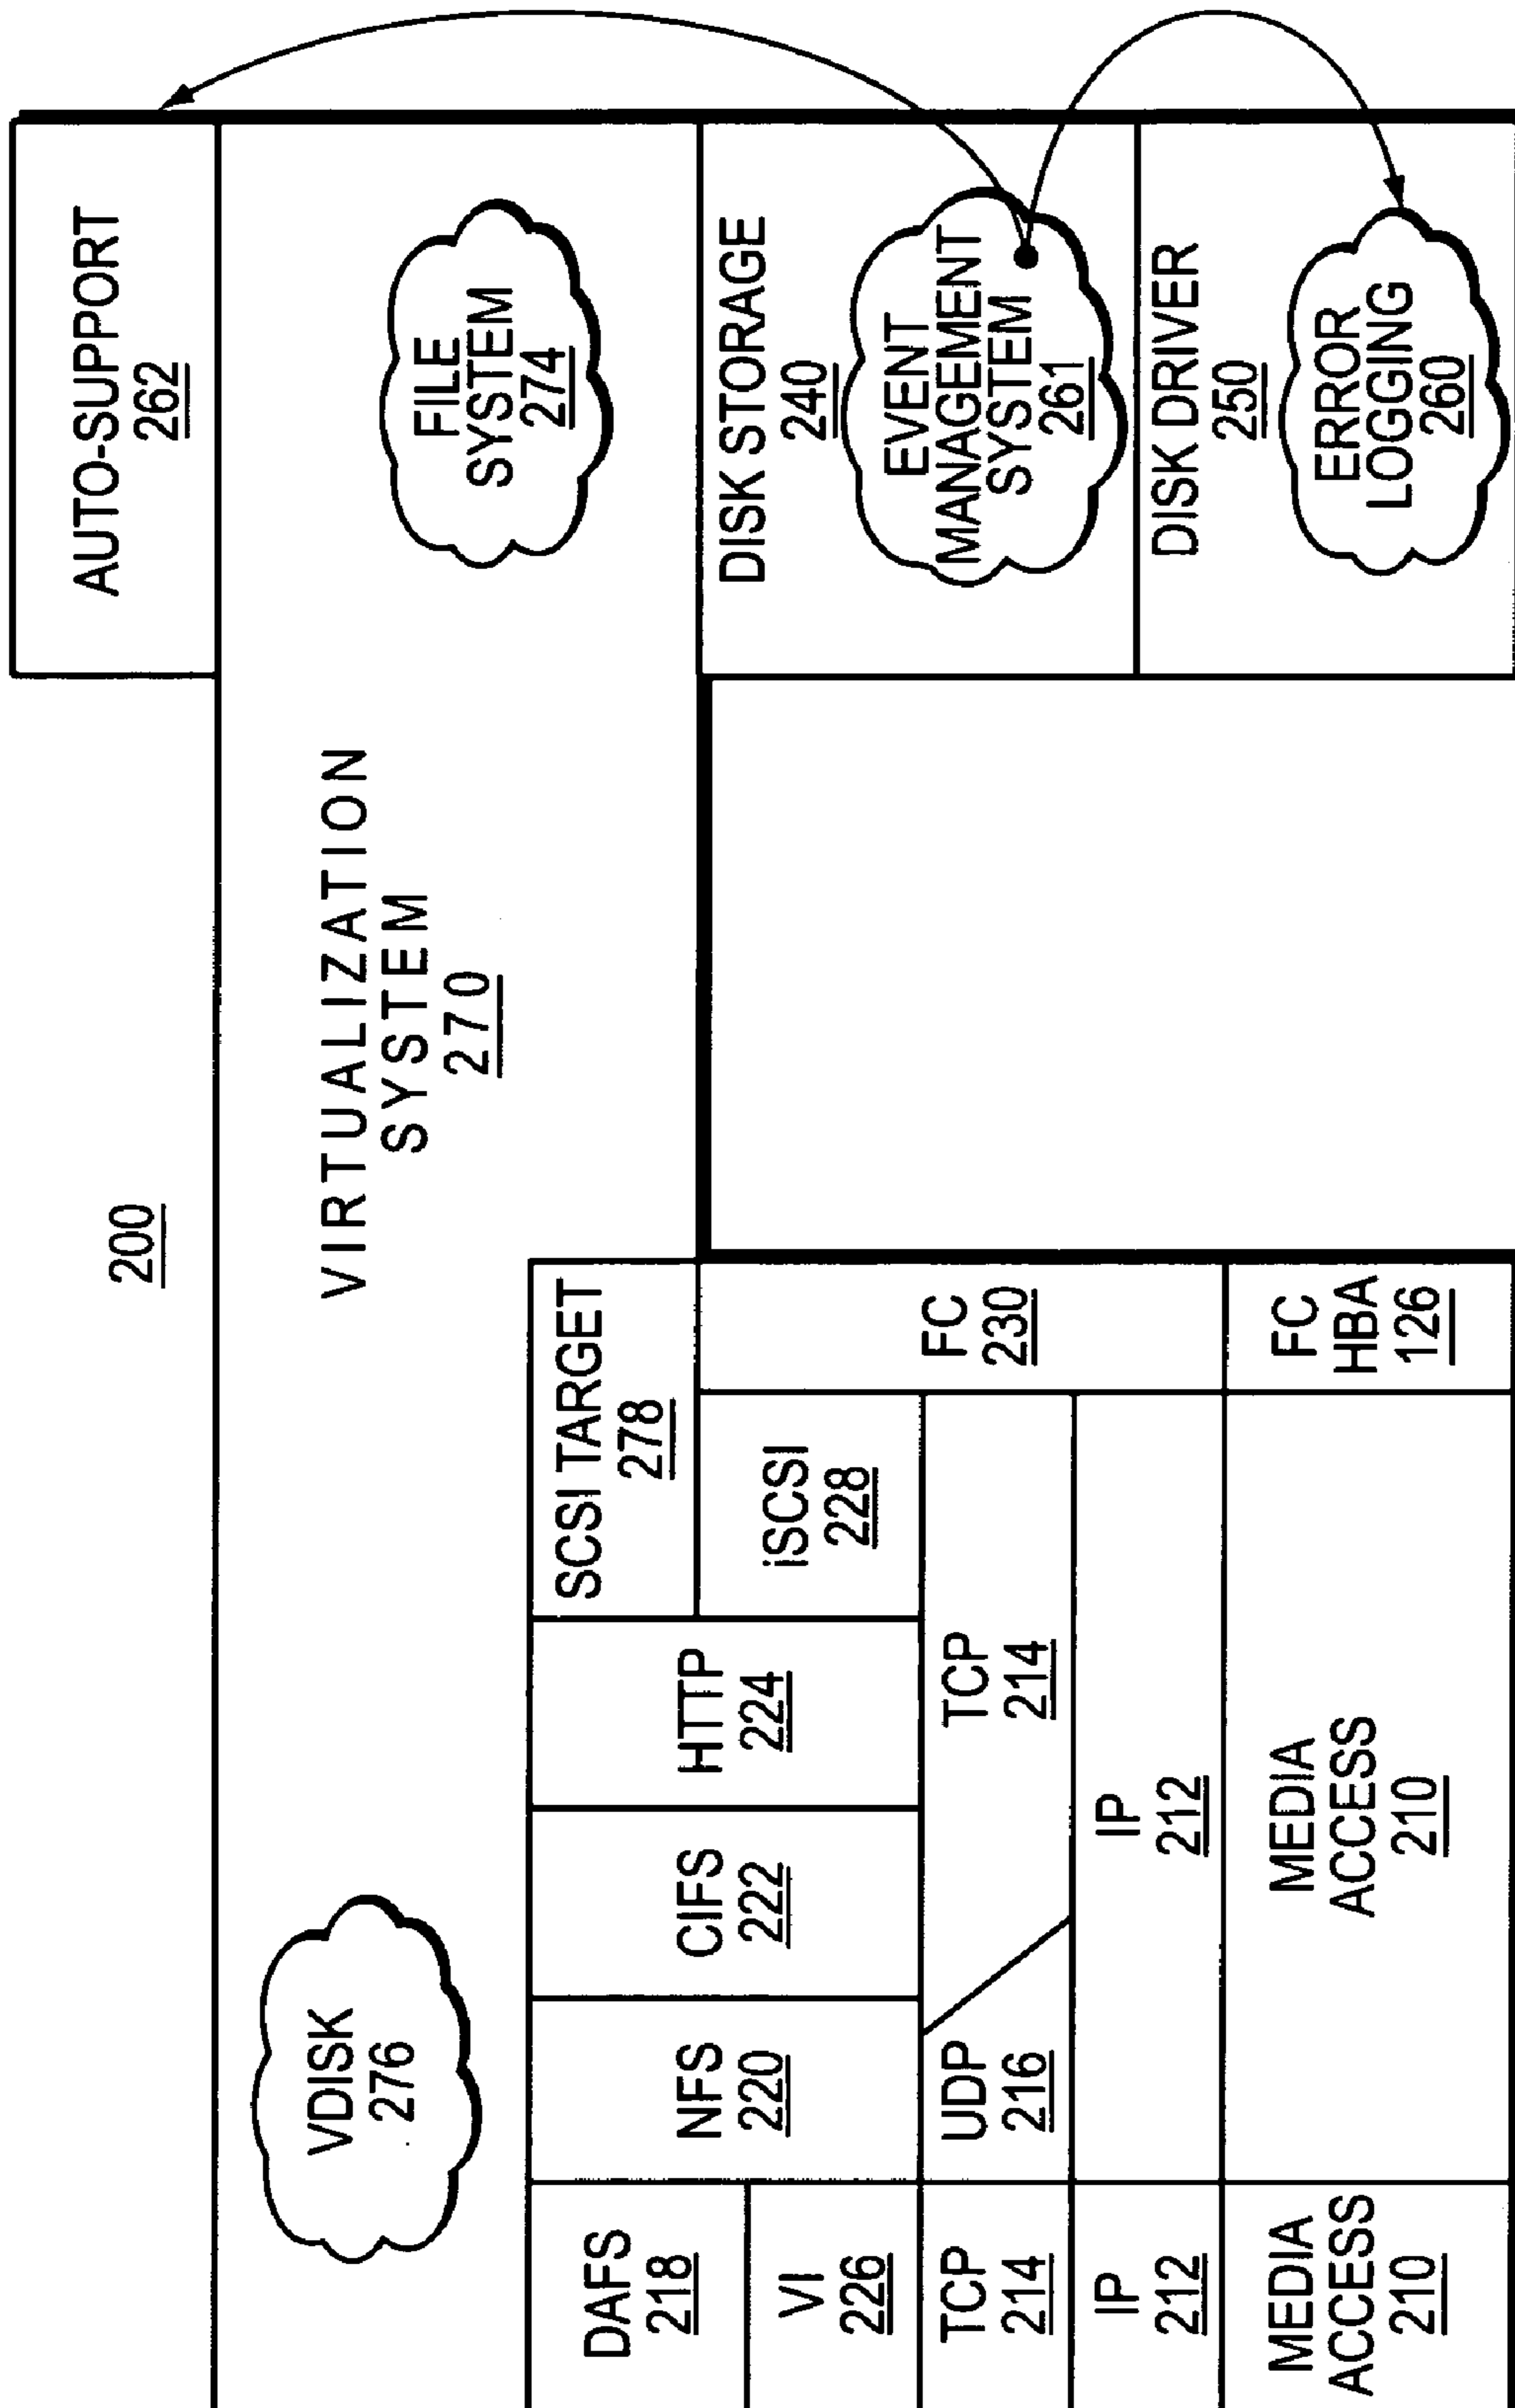 200
AUTO-SUPPORT
262
VIRTUALIZATION
SYSTEM
270
VDISK
276
FILE
SYSTEM
274
DAFS
218
VI
226
TCP
214
IP
212
MEDIA
ACCESS
210
NFS
220
CIFS
222
HTTP
224
SCSI TARGET
278
iSCSI
228
FC
230
UDP
216
TCP
214
IP
212
MEDIA
ACCESS
210
FC
HBA
126
DISK STORAGE
240
EVENT
MANAGEMENT
SYSTEM
261
DISK DRIVER
250
ERROR
LOGGING
260